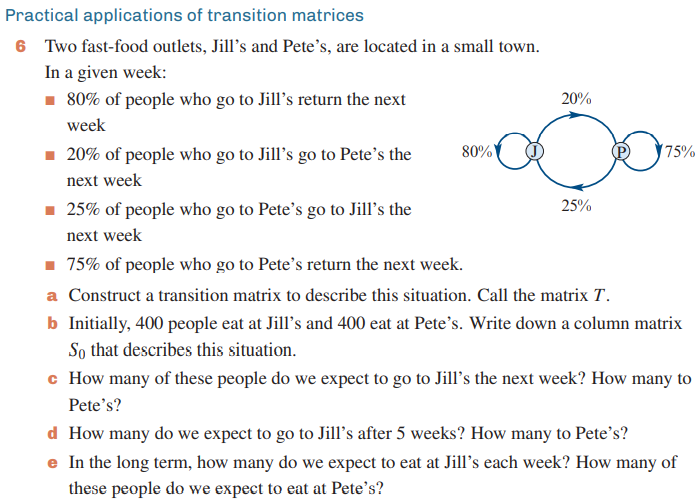 Practical applications of transition matrices
6 Two fast-food outlets, Jill's and Pete's, are located in a small town.
In a given week:
■ 80% of people who go to Jill's return the next
week
■ 20% of people who go to Jill's go to Pete's the
next week
■ 25% of people who go to Pete's go to Jill's the
next week
■ 75% of people who go to Pete's return the next week.
20%
80% J P 75%
25%
a Construct a transition matrix to describe this situation. Call the matrix T.
b Initially, 400 people eat at Jill's and 400 eat at Pete's. Write down a column matrix
S₀ that describes this situation.
c How many of these people do we expect to go to Jill's the next week? How many to
Pete's?
d How many do we expect to go to Jill's after 5 weeks? How many to Pete's?
e In the long term, how many do we expect to eat at Jill's each week? How many of
these people do we expect to eat at Pete's?